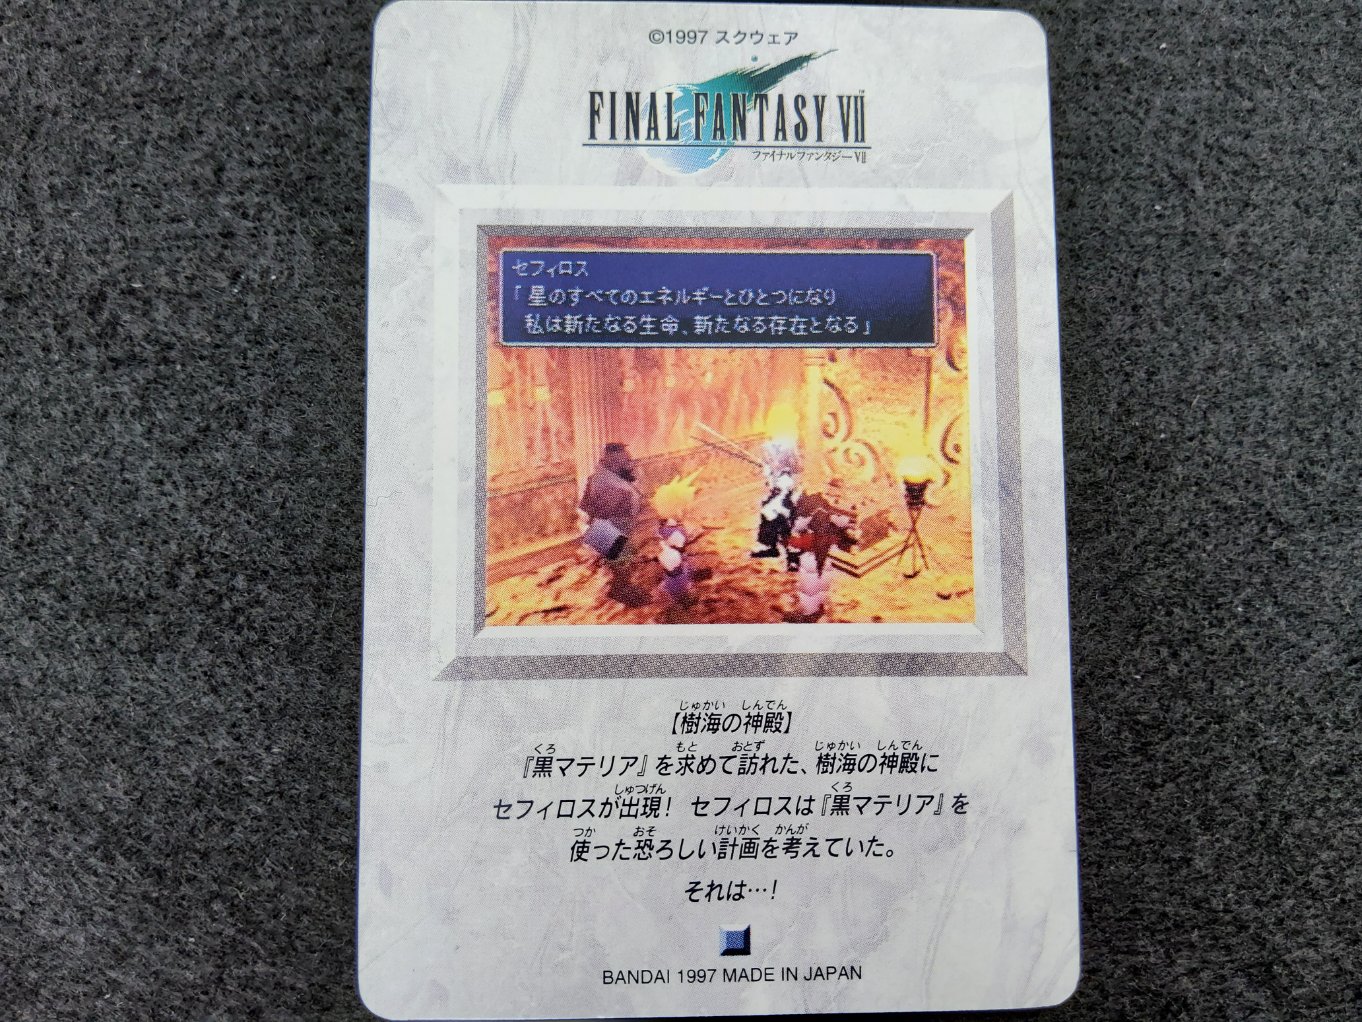 ©1997 スクウェア
FINAL FANTASY VII
ファイナルファンタジーVII
セフィロス
「星のすべてのエネルギーとひとつになり
私は新たなる生命、新たなる存在となる」
じゅかい しんでん
【樹海の神殿】
くろ もと おとず じゅかい しんでん
『黒マテリア』を求めて訪れた、樹海の神殿に
しゅつげん くろ
セフィロスが出現! セフィロスは『黒マテリア』を
つか おそ けいかく かんが
使った恐ろしい計画を考えていた。
それは…!
BANDAI 1997 MADE IN JAPAN